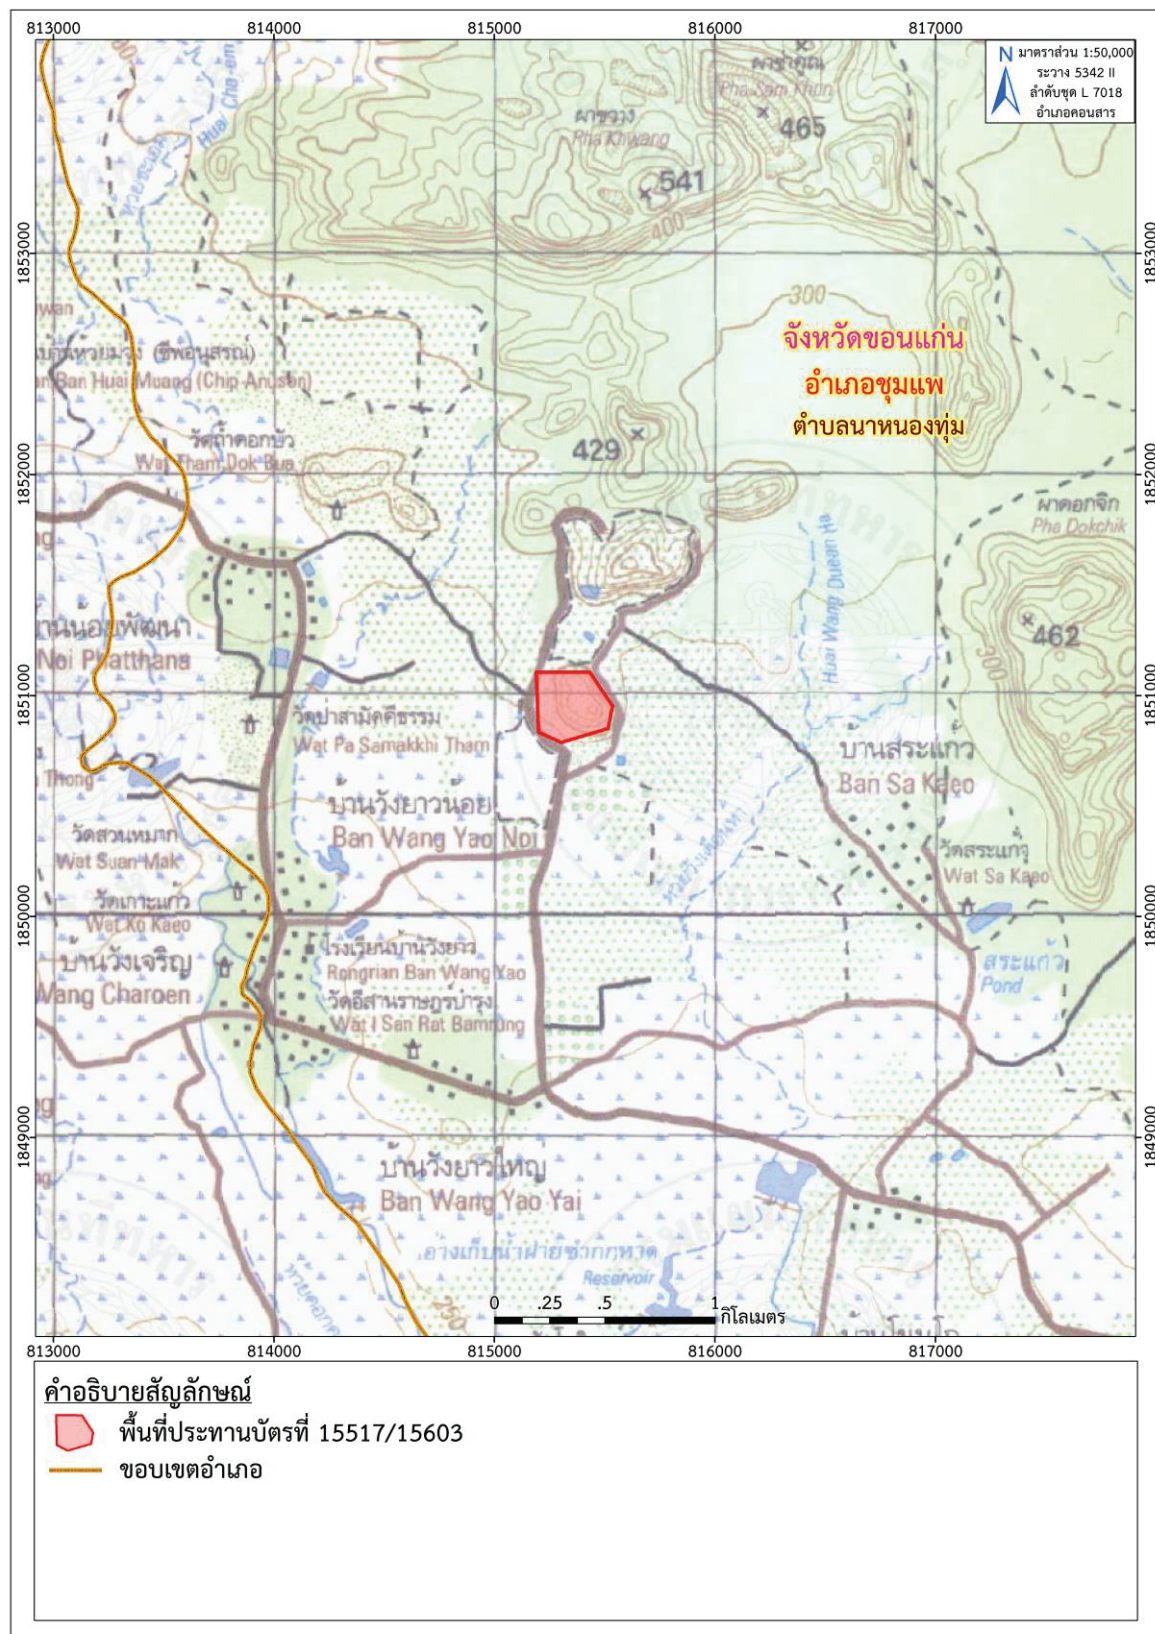 813000 814000 815000 816000 817000
N มาตราส่วน 1:50,000
ระวาง 5342 II
ลำดับชุด L 7018
อำเภอคอนสาร
Huai Cha-em
ผาซำคูณ
Pha Sam Khun
465
ผาขวาง
Pha Khwang
541
400
1853000 1853000
300
จังหวัดขอนแก่น
อำเภอชุมแพ
ตำบลนาหนองทุ่ม
บ้านห้วยม่วง (ชีพอนุสรณ์)
Ban Huai Muang (Chip Anuson)
วัดถ้ำดอกบัว
Wat Tham Dok Bua
429
1852000 1852000
ผาดอกจิก
Pha Dokchik
Huai Wang Duean Ha
462
300
Noi Phatthana
1851000 1851000
วัดป่าสามัคคีธรรม
Wat Pa Samakkhi Tham
Thong
บ้านสระแก้ว
Ban Sa Kaeo
บ้านวังยาวน้อย
Ban Wang Yao Noi
วัดสวนหมาก
Wat Suan Mak
วัดสระแก้ว
Wat Sa Kaeo
วัดเกาะแก้ว
Wat Ko Kaeo
1850000 1850000
บ้านวังเจริญ
Wang Charoen
โรงเรียนบ้านวังยาว
Rongrian Ban Wang Yao
วัดอีสานราษฎร์บำรุง
Wat I San Rat Bamrung
สระแก้ว
Pond
1849000 1849000
บ้านวังยาวใหญ่
Ban Wang Yao Yai
Reservoir
250
0 .25 .5 1
กิโลเมตร
813000 814000 815000 816000 817000
คำอธิบายสัญลักษณ์
พื้นที่ประทานบัตรที่ 15517/15603
ขอบเขตอำเภอ